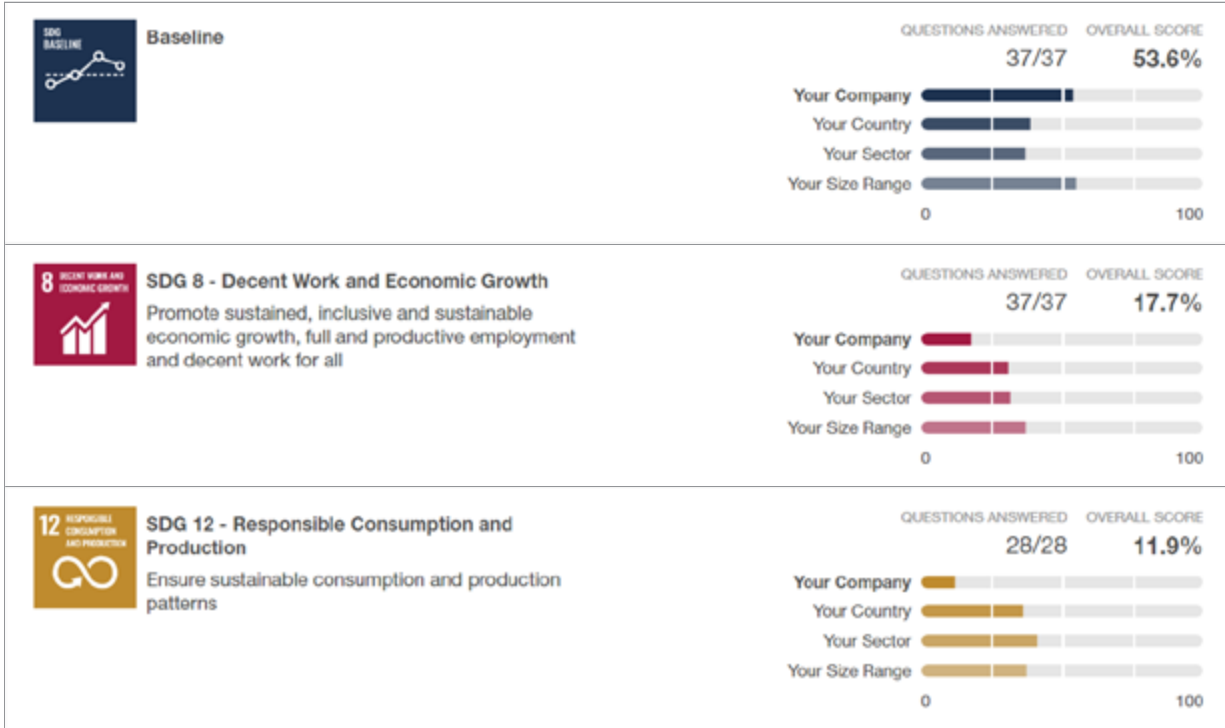 SDG
BASELINE
Baseline
QUESTIONS ANSWERED OVERALL SCORE
37/37 53.6%
Your Company
Your Country
Your Sector
Your Size Range
0 100
8 DECENT WORK AND
ECONOMIC GROWTH
SDG 8 - Decent Work and Economic Growth
Promote sustained, inclusive and sustainable
economic growth, full and productive employment
and decent work for all
QUESTIONS ANSWERED OVERALL SCORE
37/37 17.7%
Your Company
Your Country
Your Sector
Your Size Range
0 100
12 RESPONSIBLE
CONSUMPTION
AND PRODUCTION
SDG 12 - Responsible Consumption and
Production
Ensure sustainable consumption and production
patterns
QUESTIONS ANSWERED OVERALL SCORE
28/28 11.9%
Your Company
Your Country
Your Sector
Your Size Range
0 100